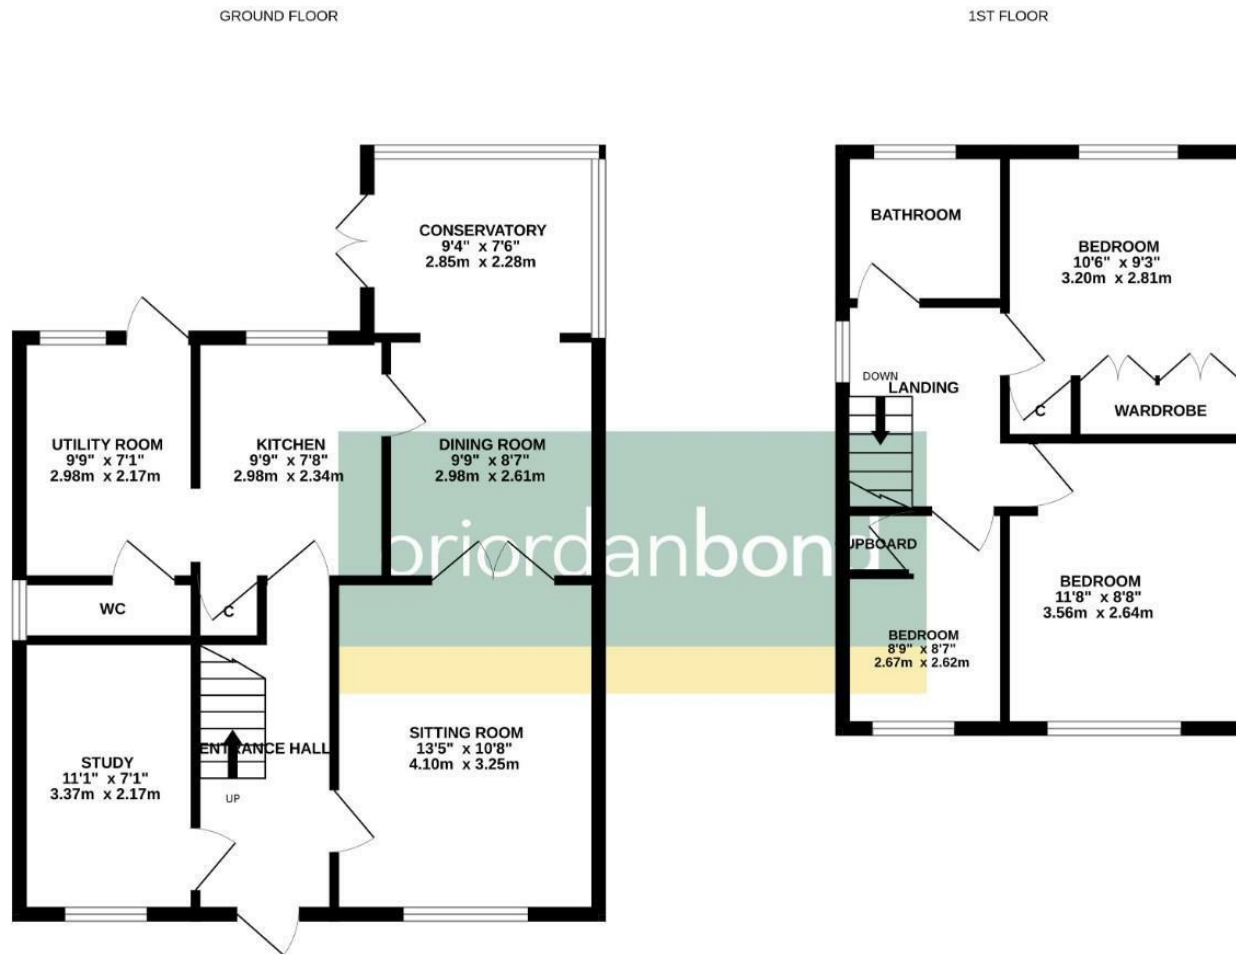 GROUND FLOOR
1ST FLOOR
CONSERVATORY
9'4" x 7'6"
2.85m x 2.28m
UTILITY ROOM
9'9" x 7'1"
2.98m x 2.17m
KITCHEN
9'9" x 7'8"
2.98m x 2.34m
DINING ROOM
9'9" x 8'7"
2.98m x 2.61m
WC
C
STUDY
11'1" x 7'1"
3.37m x 2.17m
ENTRANCE HALL
UP
SITTING ROOM
13'5" x 10'8"
4.10m x 3.25m
oriordanbond
BATHROOM
BEDROOM
10'6" x 9'3"
3.20m x 2.81m
DOWN
LANDING
C
WARDROBE
UPBOARD
BEDROOM
11'8" x 8'8"
3.56m x 2.64m
BEDROOM
8'9" x 8'7"
2.67m x 2.62m